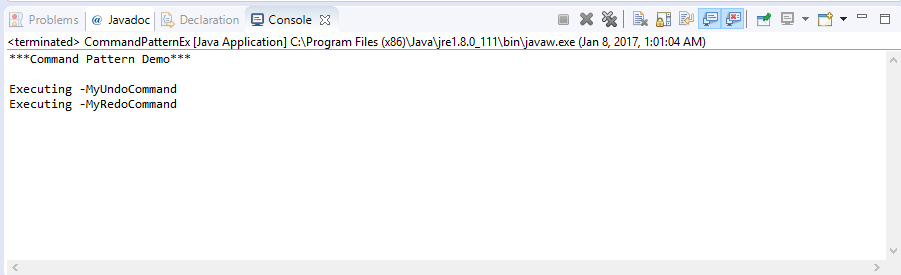 Problems @ Javadoc Declaration Console
<terminated> CommandPatternEx [Java Application] C:\Program Files (x86)\Java\jre1.8.0_111\bin\javaw.exe (Jan 8, 2017, 1:01:04 AM)
***Command Pattern Demo***
Executing -MyUndoCommand
Executing -MyRedoCommand